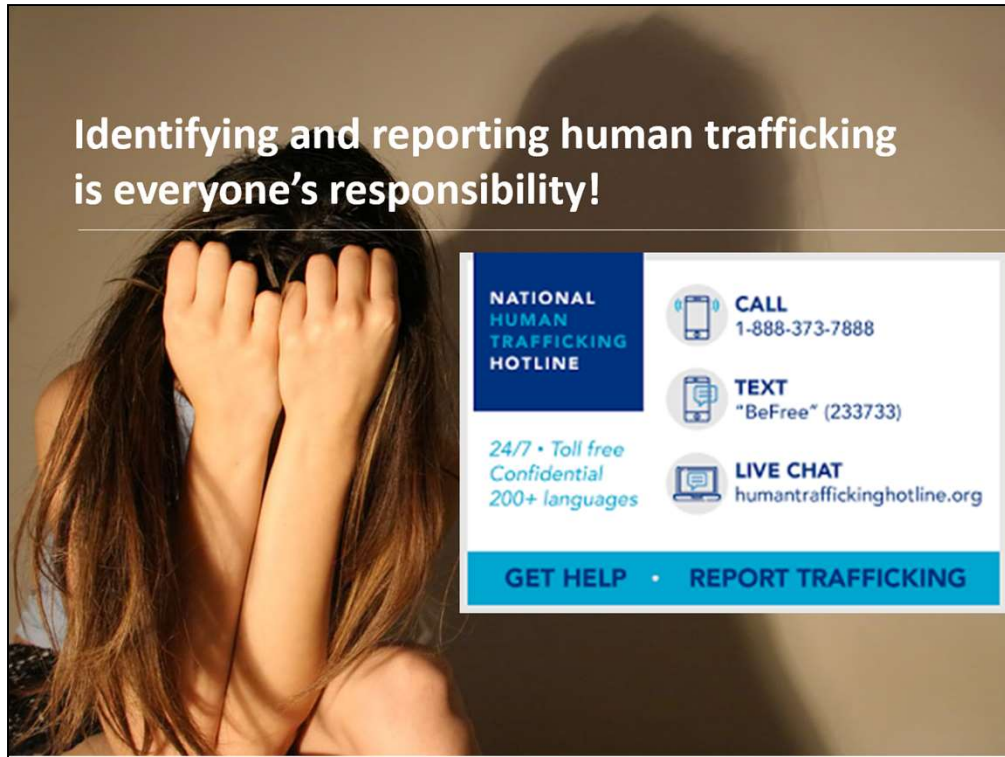 Identifying and reporting human trafficking
is everyone’s responsibility!
NATIONAL
HUMAN
TRAFFICKING
HOTLINE
24/7 • Toll free
Confidential
200+ languages
CALL
1-888-373-7888
TEXT
"BeFree" (233733)
LIVE CHAT
humantraffickinghotline.org
GET HELP • REPORT TRAFFICKING